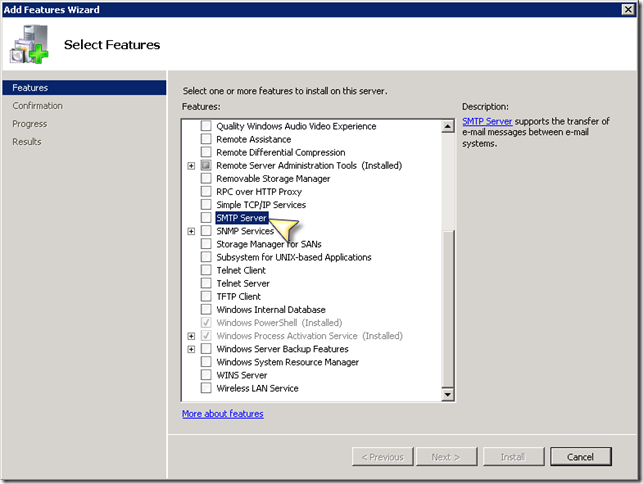 Add Features Wizard
Select Features
Features
Confirmation
Progress
Results
Select one or more features to install on this server.
Features:
Quality Windows Audio Video Experience
Remote Assistance
Remote Differential Compression
Remote Server Administration Tools (Installed)
Removable Storage Manager
RPC over HTTP Proxy
Simple TCP/IP Services
SMTP Server
SNMP Services
Storage Manager for SANs
Subsystem for UNIX-based Applications
Telnet Client
Telnet Server
TFTP Client
Windows Internal Database
Windows PowerShell (Installed)
Windows Process Activation Service (Installed)
Windows Server Backup Features
Windows System Resource Manager
WINS Server
Wireless LAN Service
More about features
Description:
SMTP Server supports the transfer of
e-mail messages between e-mail
systems.
< Previous
Next >
Install
Cancel